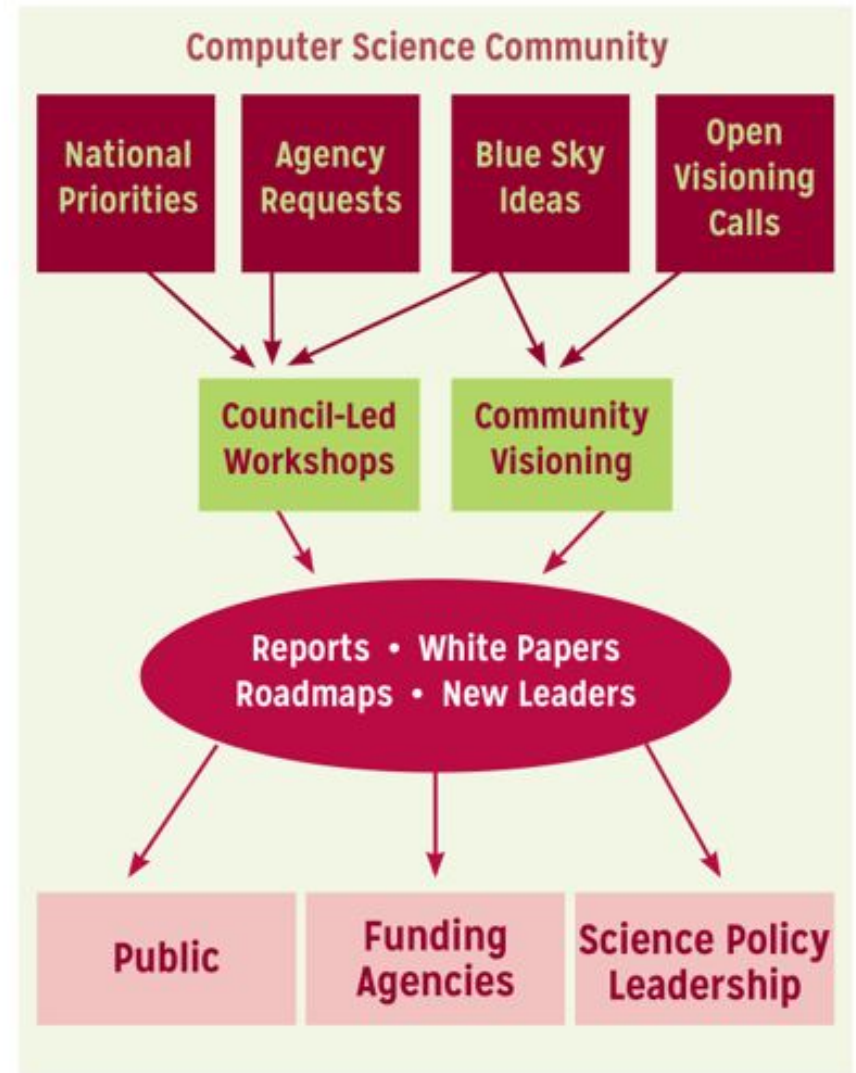 Computer Science Community
National
Priorities
Agency
Requests
Blue Sky
Ideas
Open
Visioning
Calls
Council-Led
Workshops
Community
Visioning
Reports • White Papers
Roadmaps • New Leaders
Public
Funding
Agencies
Science Policy
Leadership